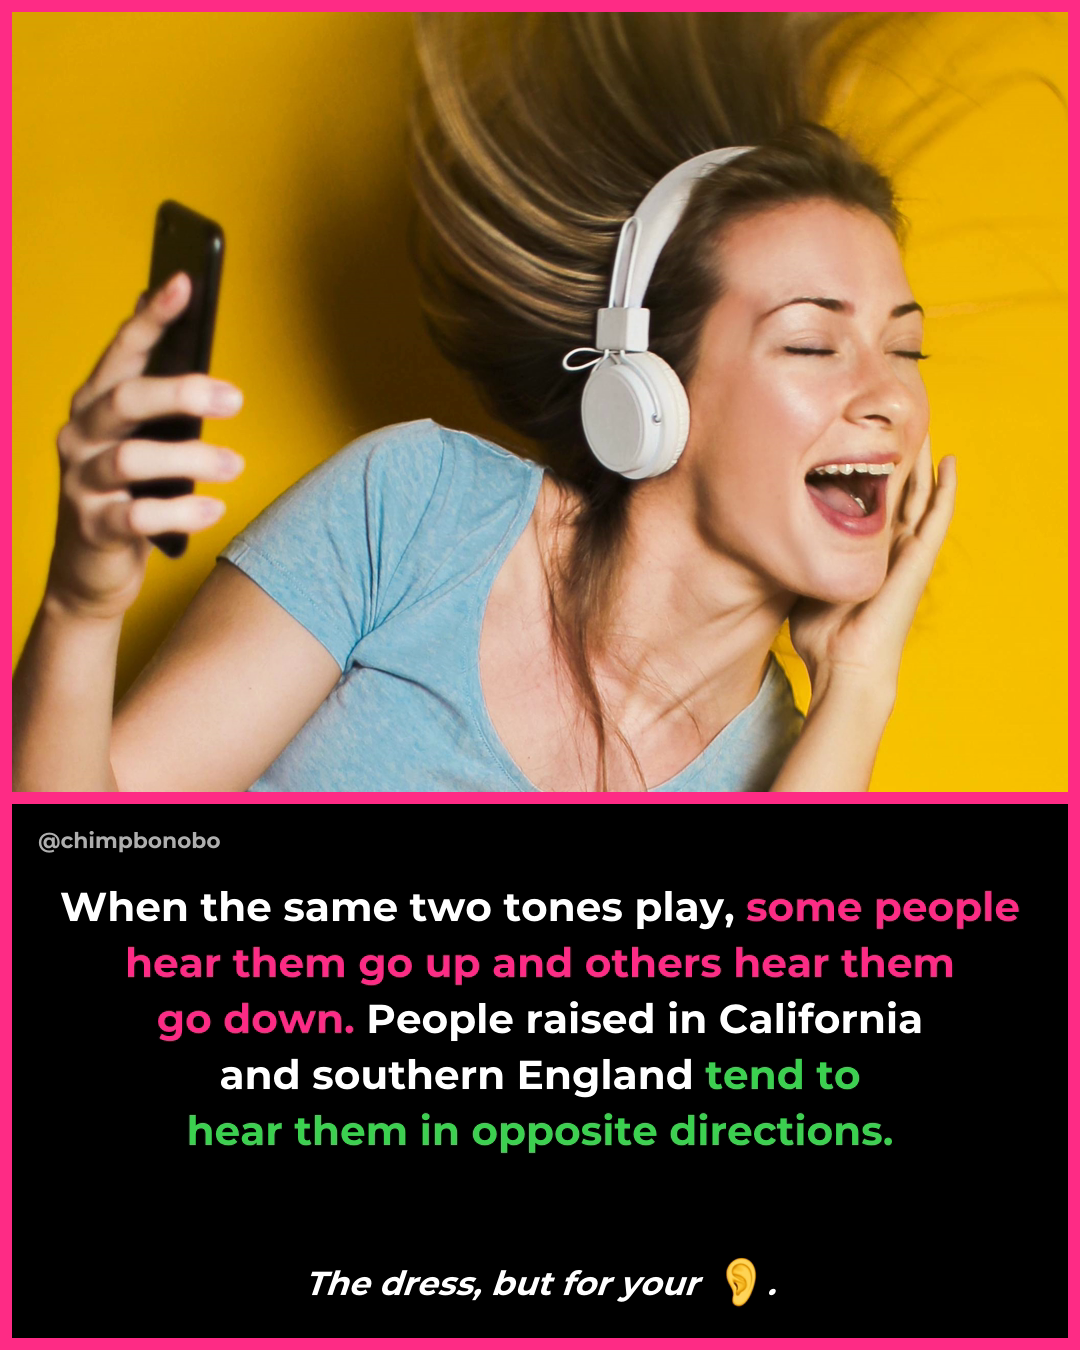 @chimpbonobo
When the same two tones play, some people
hear them go up and others hear them
go down. People raised in California
and southern England tend to
hear them in opposite directions.
The dress, but for your 👂.